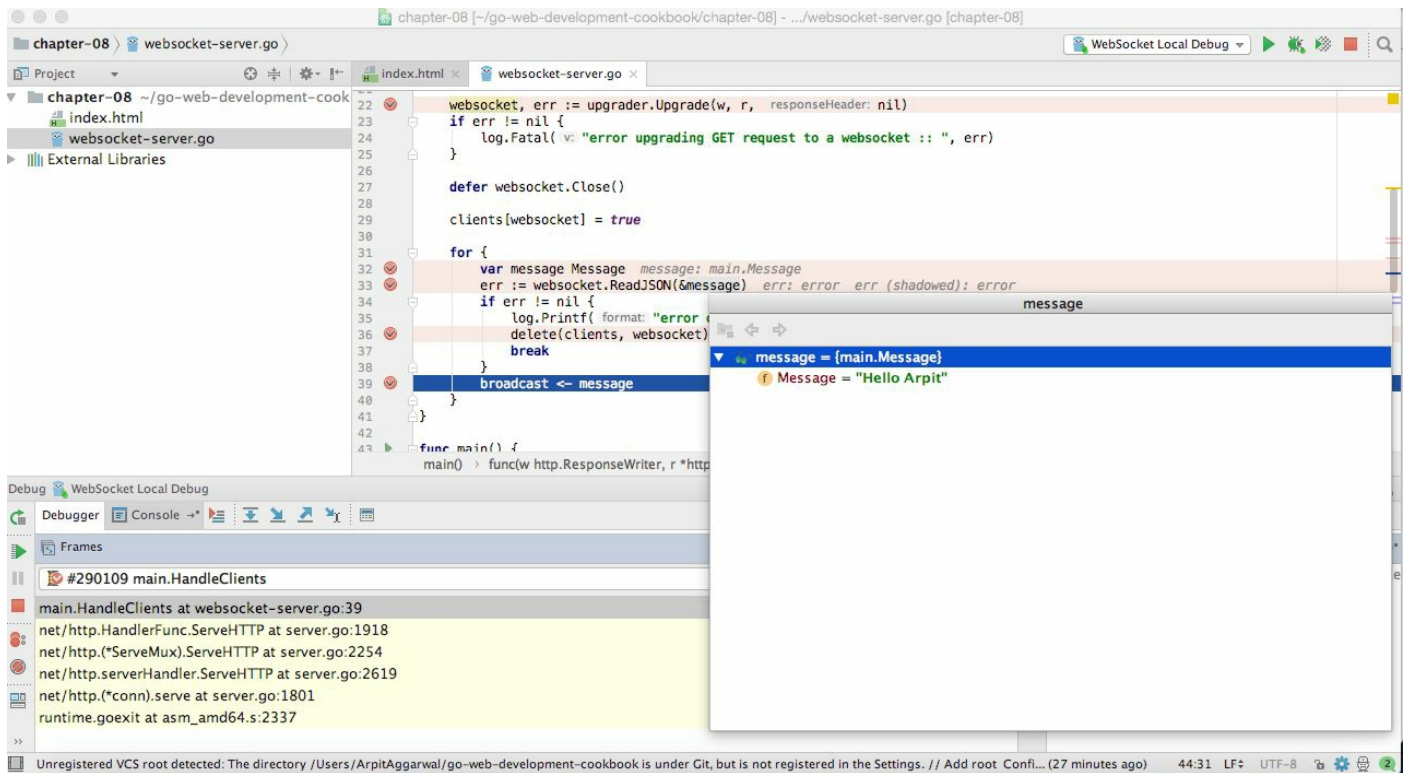 chapter-08 [~/go-web-development-cookbook/chapter-08] - .../websocket-server.go [chapter-08]
chapter-08 websocket-server.go WebSocket Local Debug
Project index.html websocket-server.go
chapter-08 ~/go-web-development-cook
index.html
websocket-server.go
External Libraries
22 websocket, err := upgrader.Upgrade(w, r, responseHeader: nil)
23 if err != nil {
24 log.Fatal( v: "error upgrading GET request to a websocket :: ", err)
25 }
26
27 defer websocket.Close()
28
29 clients[websocket] = true
30
31 for {
32 var message Message message: main.Message
33 err := websocket.ReadJSON(&message) err: error err (shadowed): error
34 if err != nil {
35 log.Printf( format: "error
36 delete(clients, websocket)
37 break
38 }
39 broadcast <- message
40 }
41 }
42
43 func main() {
main() func(w http.ResponseWriter, r *http
message
message = {main.Message}
f Message = "Hello Arpit"
Debug WebSocket Local Debug
Debugger Console
Frames
#290109 main.HandleClients
main.HandleClients at websocket-server.go:39
net/http.HandlerFunc.ServeHTTP at server.go:1918
net/http.(*ServeMux).ServeHTTP at server.go:2254
net/http.serverHandler.ServeHTTP at server.go:2619
net/http.(*conn).serve at server.go:1801
runtime.goexit at asm_amd64.s:2337
Unregistered VCS root detected: The directory /Users/ArpitAggarwal/go-web-development-cookbook is under Git, but is not registered in the Settings. // Add root Confi... (27 minutes ago) 44:31 LF UTF-8 2